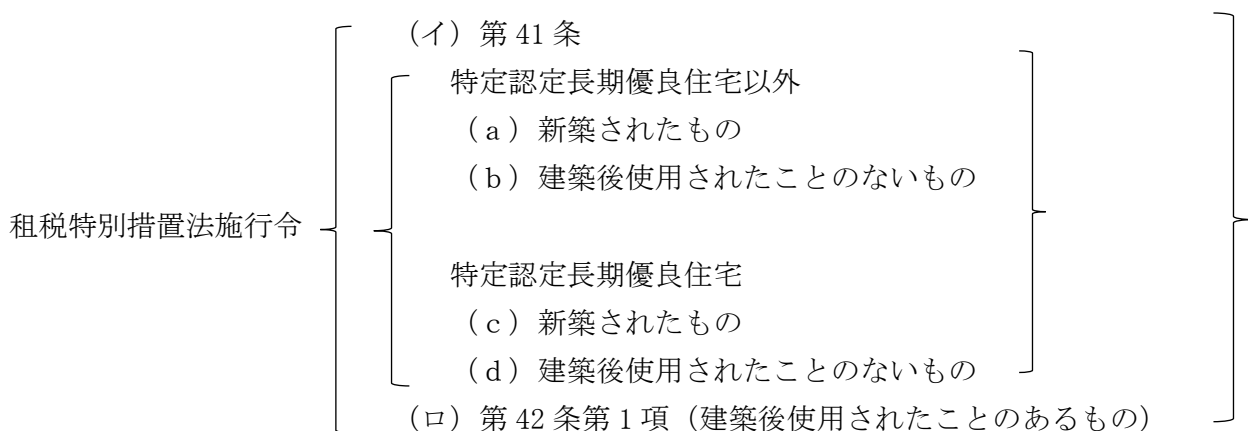 （イ）第 41 条
特定認定長期優良住宅以外
（ａ）新築されたもの
（ｂ）建築後使用されたことのないもの
租税特別措置法施行令
特定認定長期優良住宅
（ｃ）新築されたもの
（ｄ）建築後使用されたことのないもの
（ロ）第 42 条第 1 項（建築後使用されたことのあるもの）